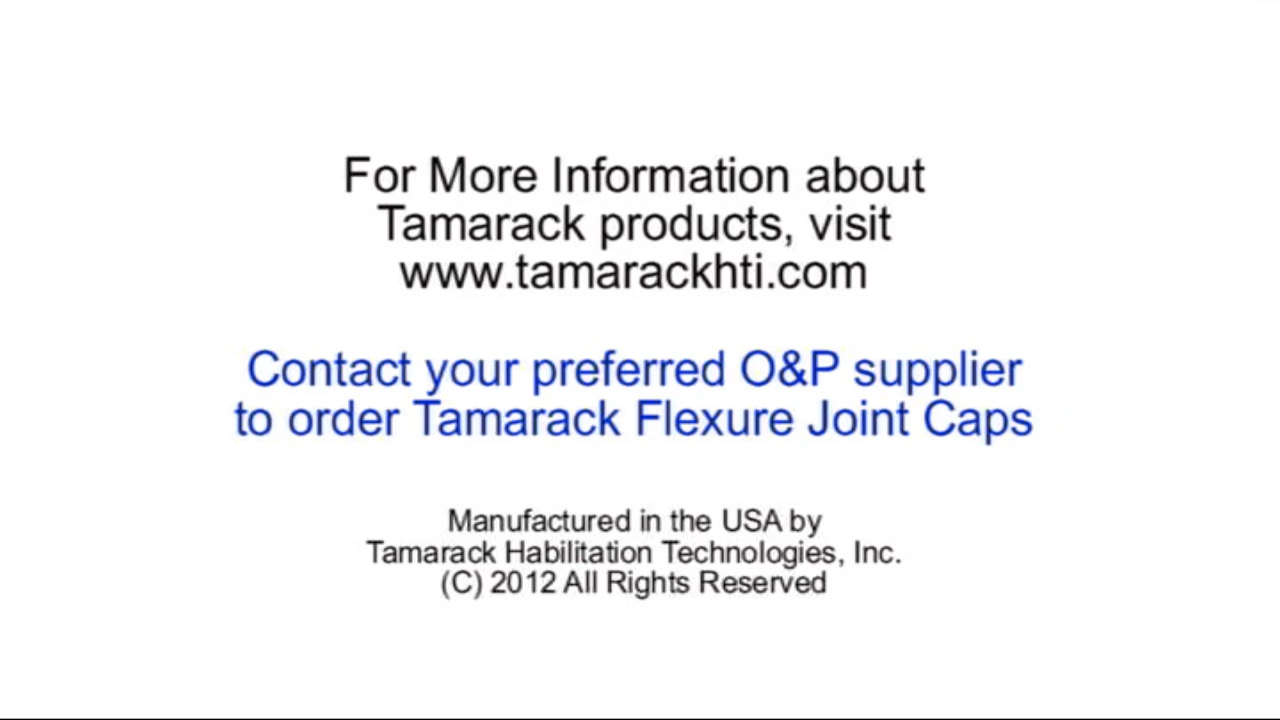 For More Information about
Tamarack products, visit
www.tamarackhti.com
Contact your preferred O&P supplier
to order Tamarack Flexure Joint Caps
Manufactured in the USA by
Tamarack Habilitation Technologies, Inc.
(C) 2012 All Rights Reserved